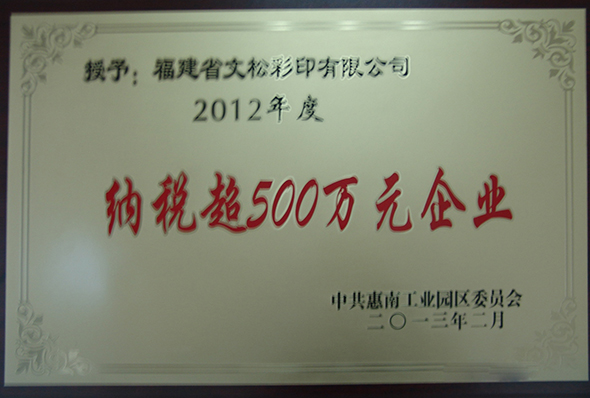 授予：福建省文松彩印有限公司
2012年度
纳税超500万元企业
中共惠南工业园区委员会
二〇一三年二月